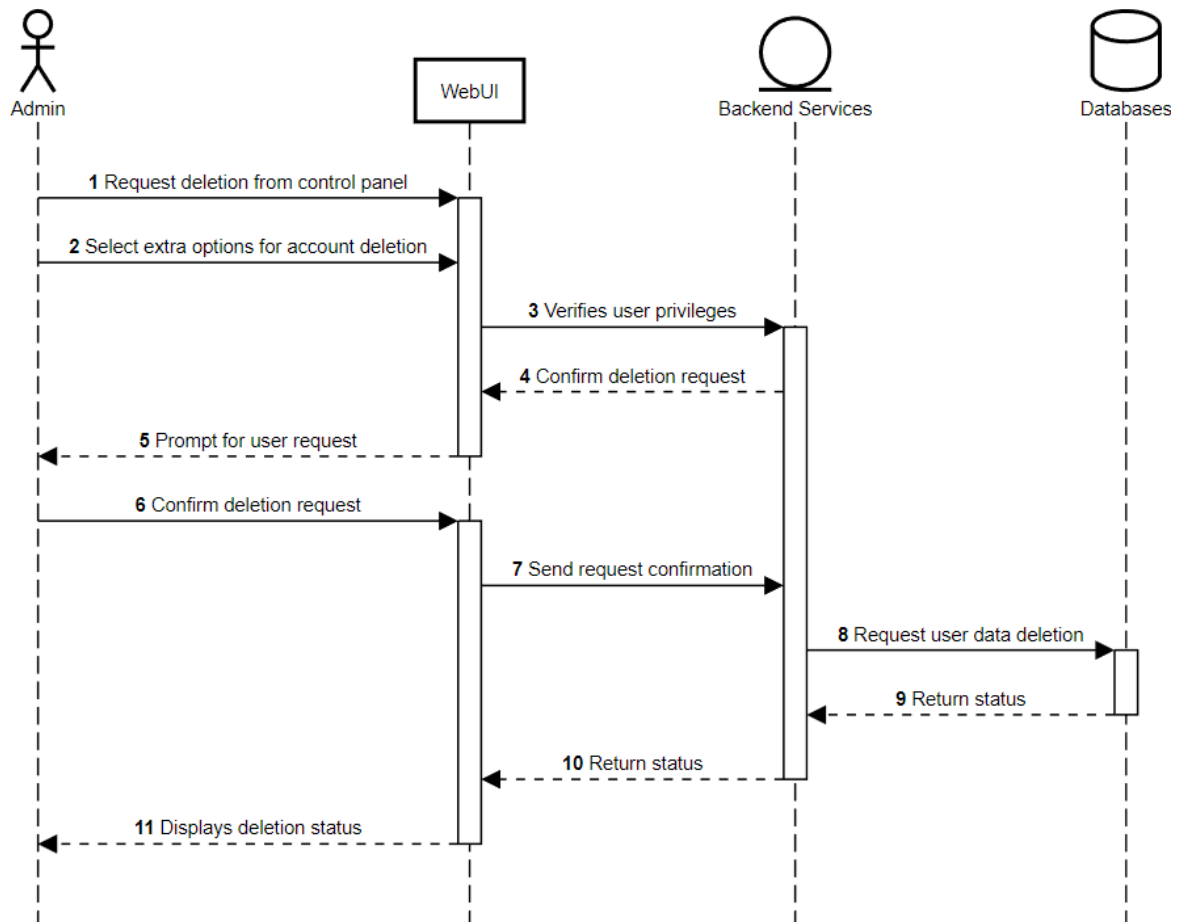 Admin
WebUI
Backend Services
Databases
1 Request deletion from control panel
2 Select extra options for account deletion
3 Verifies user privileges
4 Confirm deletion request
5 Prompt for user request
6 Confirm deletion request
7 Send request confirmation
8 Request user data deletion
9 Return status
10 Return status
11 Displays deletion status